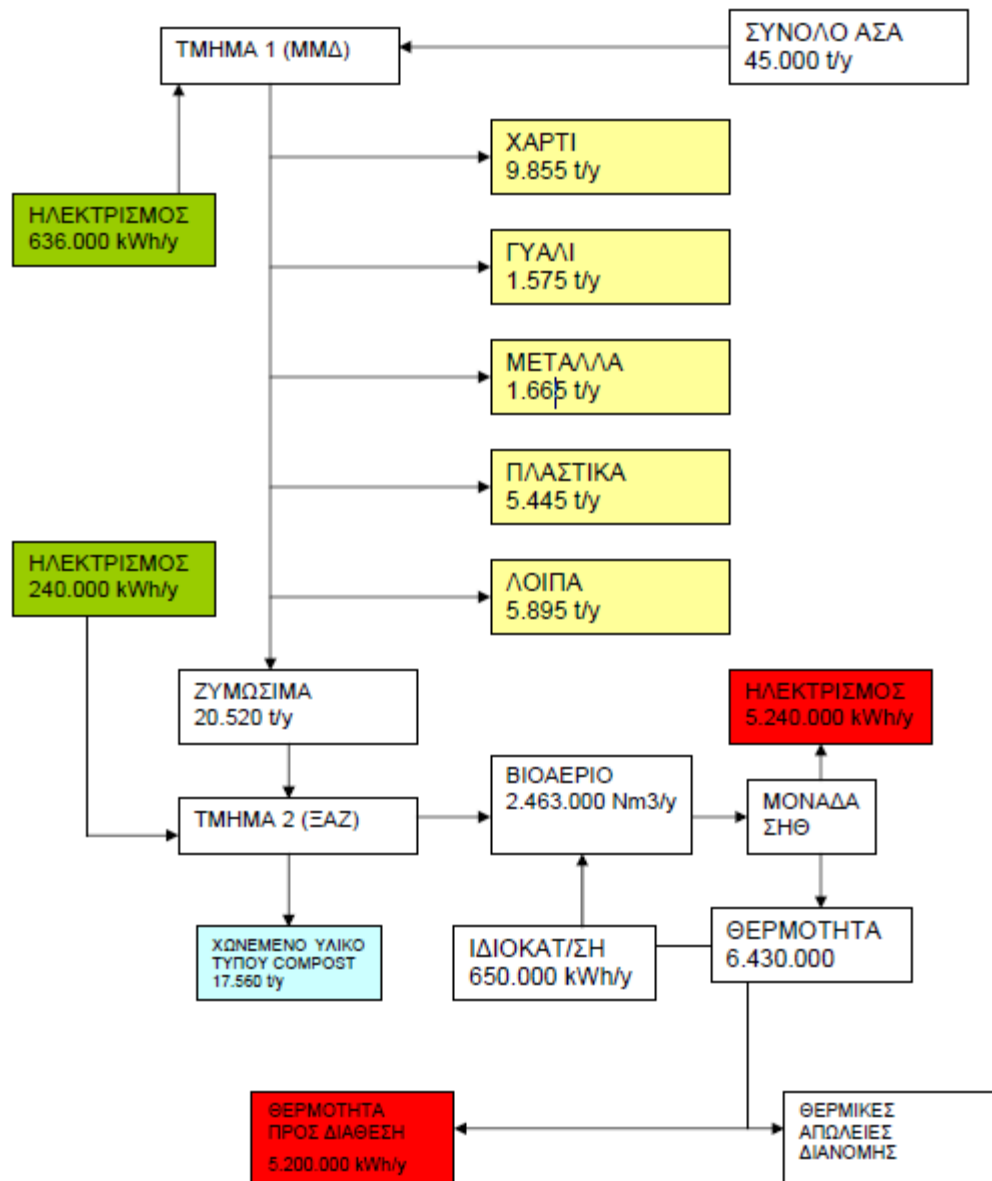 ΤΜΗΜΑ 1 (ΜΜΔ)
ΣΥΝΟΛΟ ΑΣΑ
45.000 t/y
ΧΑΡΤΙ
9.855 t/y
ΗΛΕΚΤΡΙΣΜΟΣ
636.000 kWh/y
ΓΥΑΛΙ
1.575 t/y
ΜΕΤΑΛΛΑ
1.665 t/y
ΠΛΑΣΤΙΚΑ
5.445 t/y
ΗΛΕΚΤΡΙΣΜΟΣ
240.000 kWh/y
ΛΟΙΠΑ
5.895 t/y
ΖΥΜΩΣΙΜΑ
20.520 t/y
ΗΛΕΚΤΡΙΣΜΟΣ
5.240.000 kWh/y
ΤΜΗΜΑ 2 (ΞΑΖ)
ΒΙΟΑΕΡΙΟ
2.463.000 Nm3/y
ΜΟΝΑΔΑ
ΣΗΘ
ΧΩΝΕΜΕΝΟ ΥΛΙΚΟ
ΤΥΠΟΥ COMPOST
17.560 t/y
ΙΔΙΟΚΑΤ/ΣΗ
650.000 kWh/y
ΘΕΡΜΟΤΗΤΑ
6.430.000
ΘΕΡΜΟΤΗΤΑ
ΠΡΟΣ ΔΙΑΘΕΣΗ
5.200.000 kWh/y
ΘΕΡΜΙΚΕΣ
ΑΠΩΛΕΙΕΣ
ΔΙΑΝΟΜΗΣ